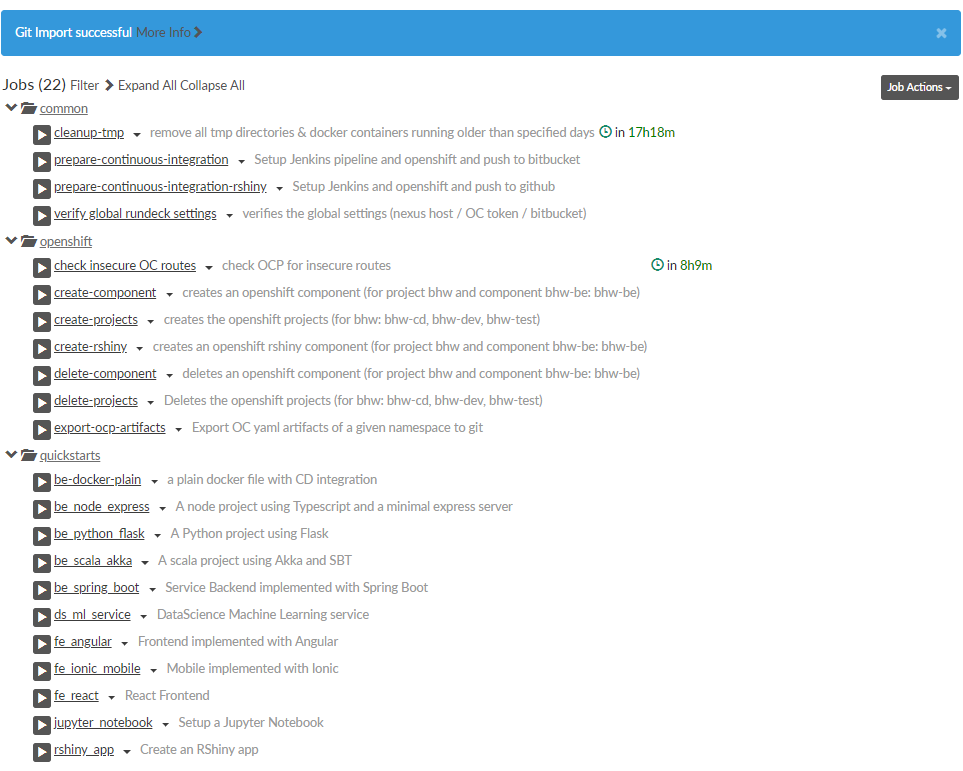 Git Import successful More Info
Jobs (22) Filter Expand All Collapse All
Job Actions
common
cleanup-tmp remove all tmp directories & docker containers running older than specified days in 17h18m
prepare-continuous-integration Setup Jenkins pipeline and openshift and push to bitbucket
prepare-continuous-integration-rshiny Setup Jenkins and openshift and push to github
verify global rundeck settings verifies the global settings (nexus host / OC token / bitbucket)
openshift
check insecure OC routes check OCP for insecure routes in 8h9m
create-component creates an openshift component (for project bhw and component bhw-be: bhw-be)
create-projects creates the openshift projects (for bhw: bhw-cd, bhw-dev, bhw-test)
create-rshiny creates an openshift rshiny component (for project bhw and component bhw-be: bhw-be)
delete-component deletes an openshift component (for project bhw and component bhw-be: bhw-be)
delete-projects Deletes the openshift projects (for bhw: bhw-cd, bhw-dev, bhw-test)
export-ocp-artifacts Export OC yaml artifacts of a given namespace to git
quickstarts
be-docker-plain a plain docker file with CD integration
be_node_express A node project using Typescript and a minimal express server
be_python_flask A Python project using Flask
be_scala_akka A scala project using Akka and SBT
be_spring_boot Service Backend implemented with Spring Boot
ds_ml_service DataScience Machine Learning service
fe_angular Frontend implemented with Angular
fe_ionic_mobile Mobile implemented with Ionic
fe_react React Frontend
jupyter_notebook Setup a Jupyter Notebook
rshiny_app Create an RShiny app